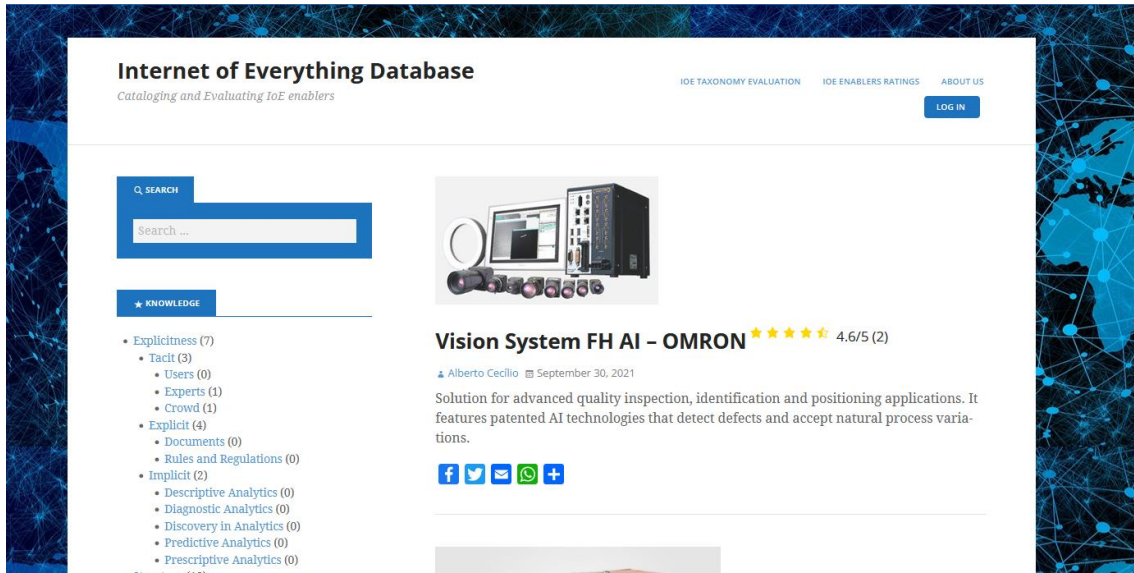 Internet of Everything Database
Cataloging and Evaluating IoE enablers
IOE TAXONOMY EVALUATION
IOE ENABLERS RATINGS
ABOUT US
LOG IN
SEARCH
Search ...
KNOWLEDGE
Explicitness (7)
Tacit (3)
Users (0)
Experts (1)
Crowd (1)
Explicit (4)
Documents (0)
Rules and Regulations (0)
Implicit (2)
Descriptive Analytics (0)
Diagnostic Analytics (0)
Discovery in Analytics (0)
Predictive Analytics (0)
Prescriptive Analytics (0)
Vision System FH AI – OMRON 4.6/5 (2)
Alberto Cecílio September 30, 2021
Solution for advanced quality inspection, identification and positioning applications. It
features patented AI technologies that detect defects and accept natural process varia-
tions.